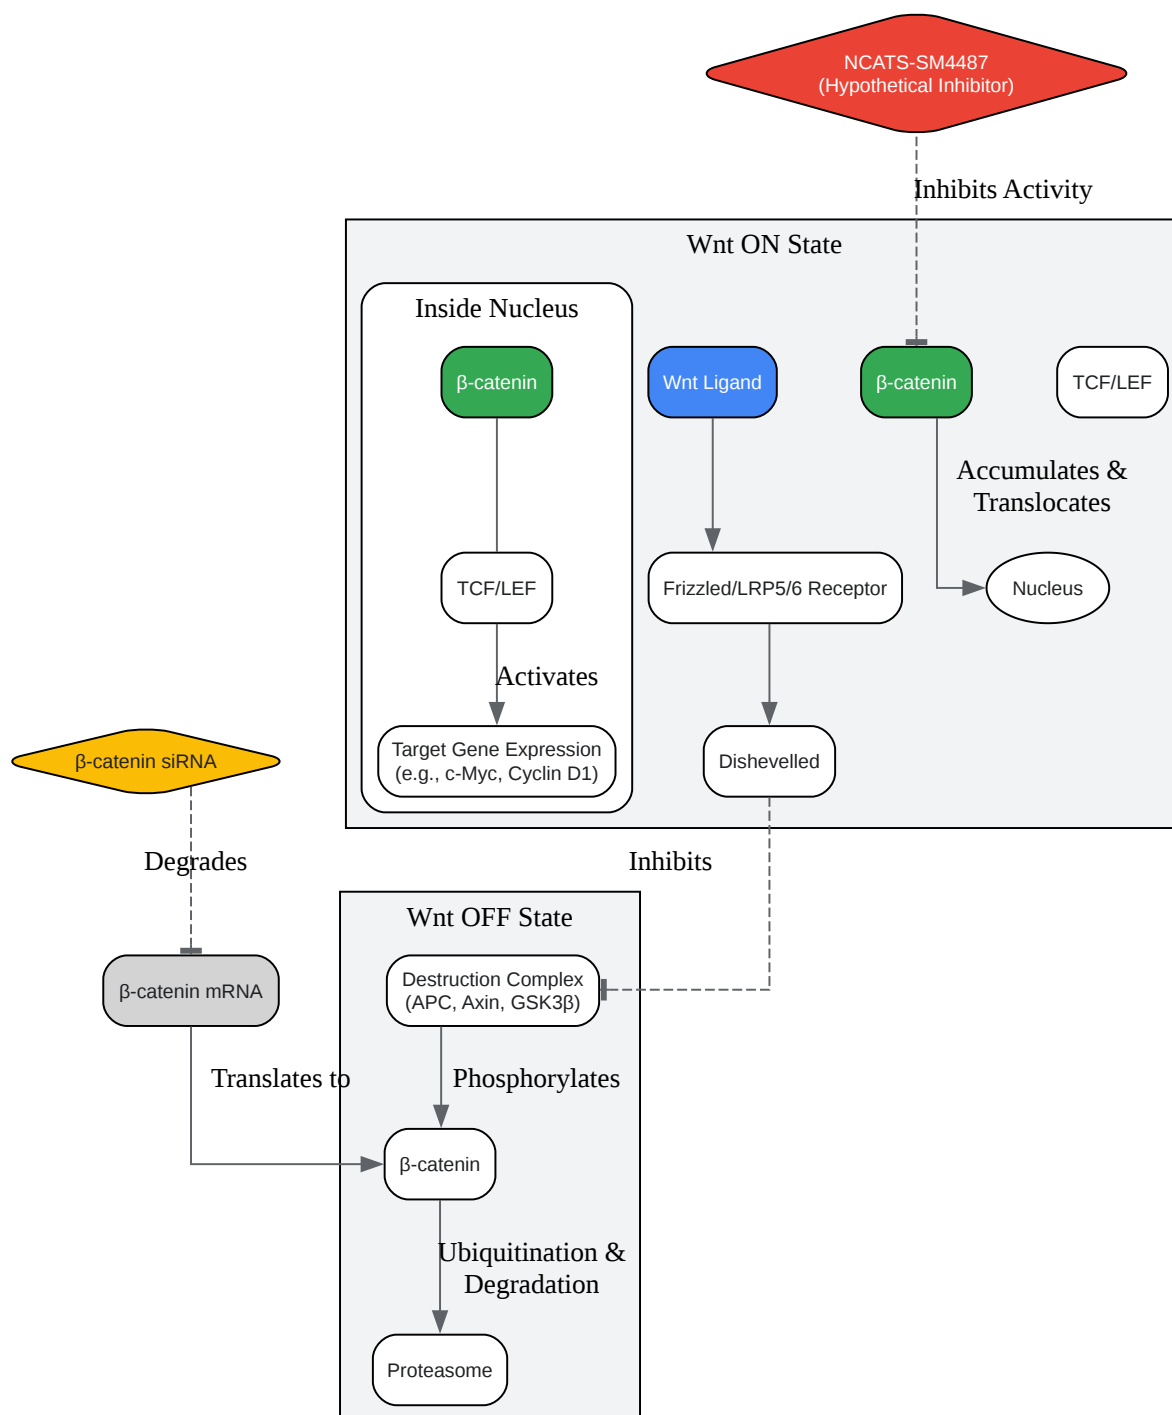 NCATS-SM4487
(Hypothetical Inhibitor)
Inhibits Activity
Wnt ON State
Inside Nucleus
β-catenin
Wnt Ligand
β-catenin
TCF/LEF
Accumulates &
Translocates
TCF/LEF
Frizzled/LRP5/6 Receptor
Nucleus
Activates
Target Gene Expression
(e.g., c-Myc, Cyclin D1)
Dishevelled
β-catenin siRNA
Degrades
Inhibits
Wnt OFF State
β-catenin mRNA
Destruction Complex
(APC, Axin, GSK3β)
Translates to
Phosphorylates
β-catenin
Ubiquitination &
Degradation
Proteasome